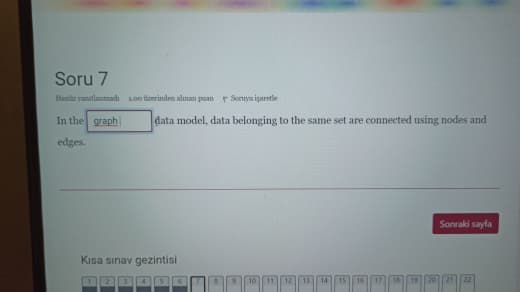 Soru 7
Henüz yanıtlanmadı 1,00 üzerinden alınan puan Soruyu işaretle
In the graph data model, data belonging to the same set are connected using nodes and
edges.
Sonraki sayfa
Kısa sınav gezintisi
1 2 3 4 5 6 7 8 9 10 11 12 13 14 15 16 17 18 19 20 21 22